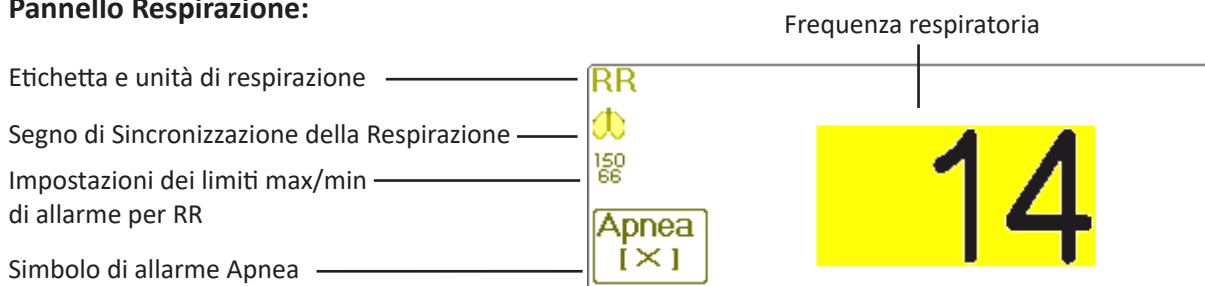 Pannello Respirazione:
Frequenza respiratoria
Etichetta e unità di respirazione
RR
Segno di Sincronizzazione della Respirazione
Impostazioni dei limiti max/min
di allarme per RR
150
66
14
Apnea
[ X ]
Simbolo di allarme Apnea